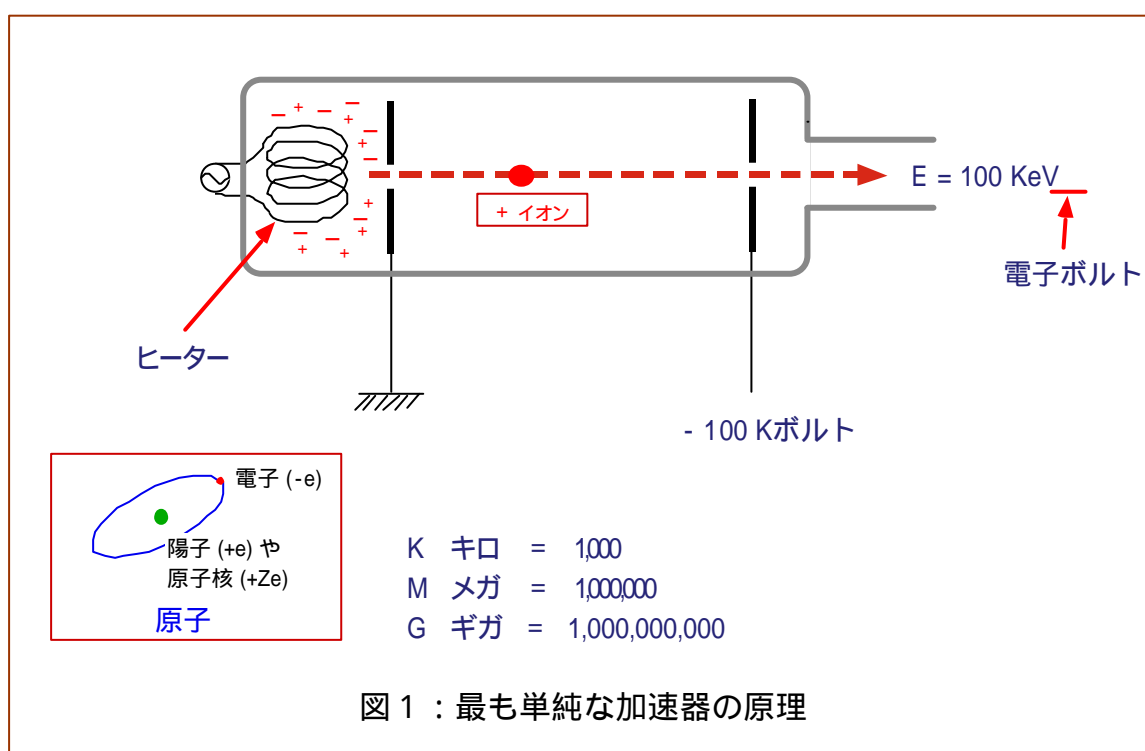 + イオン
E = 100 KeV
電子ボルト
ヒーター
- 100 Kボルト
電子 (-e)
陽子 (+e) や
原子核 (+Ze)
原子
K キロ = 1,000
M メガ = 1,000,000
G ギガ = 1,000,000,000
図 1 : 最も単純な加速器の原理